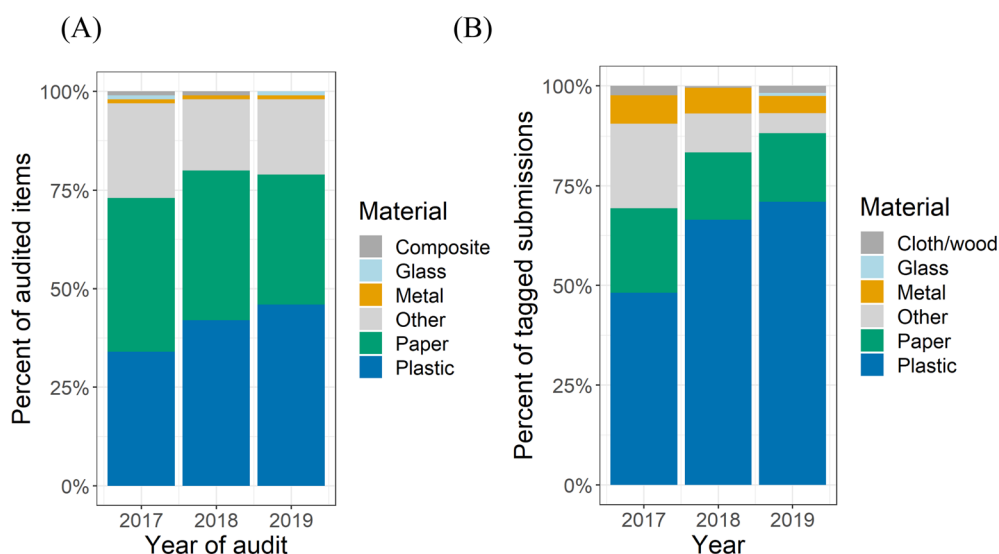 (A)
Percent of audited items
100%
75%
50%
25%
0%
2017 2018 2019
Year of audit
Material
Composite
Glass
Metal
Other
Paper
Plastic
(B)
Percent of tagged submissions
100%
75%
50%
25%
0%
2017 2018 2019
Year
Material
Cloth/wood
Glass
Metal
Other
Paper
Plastic